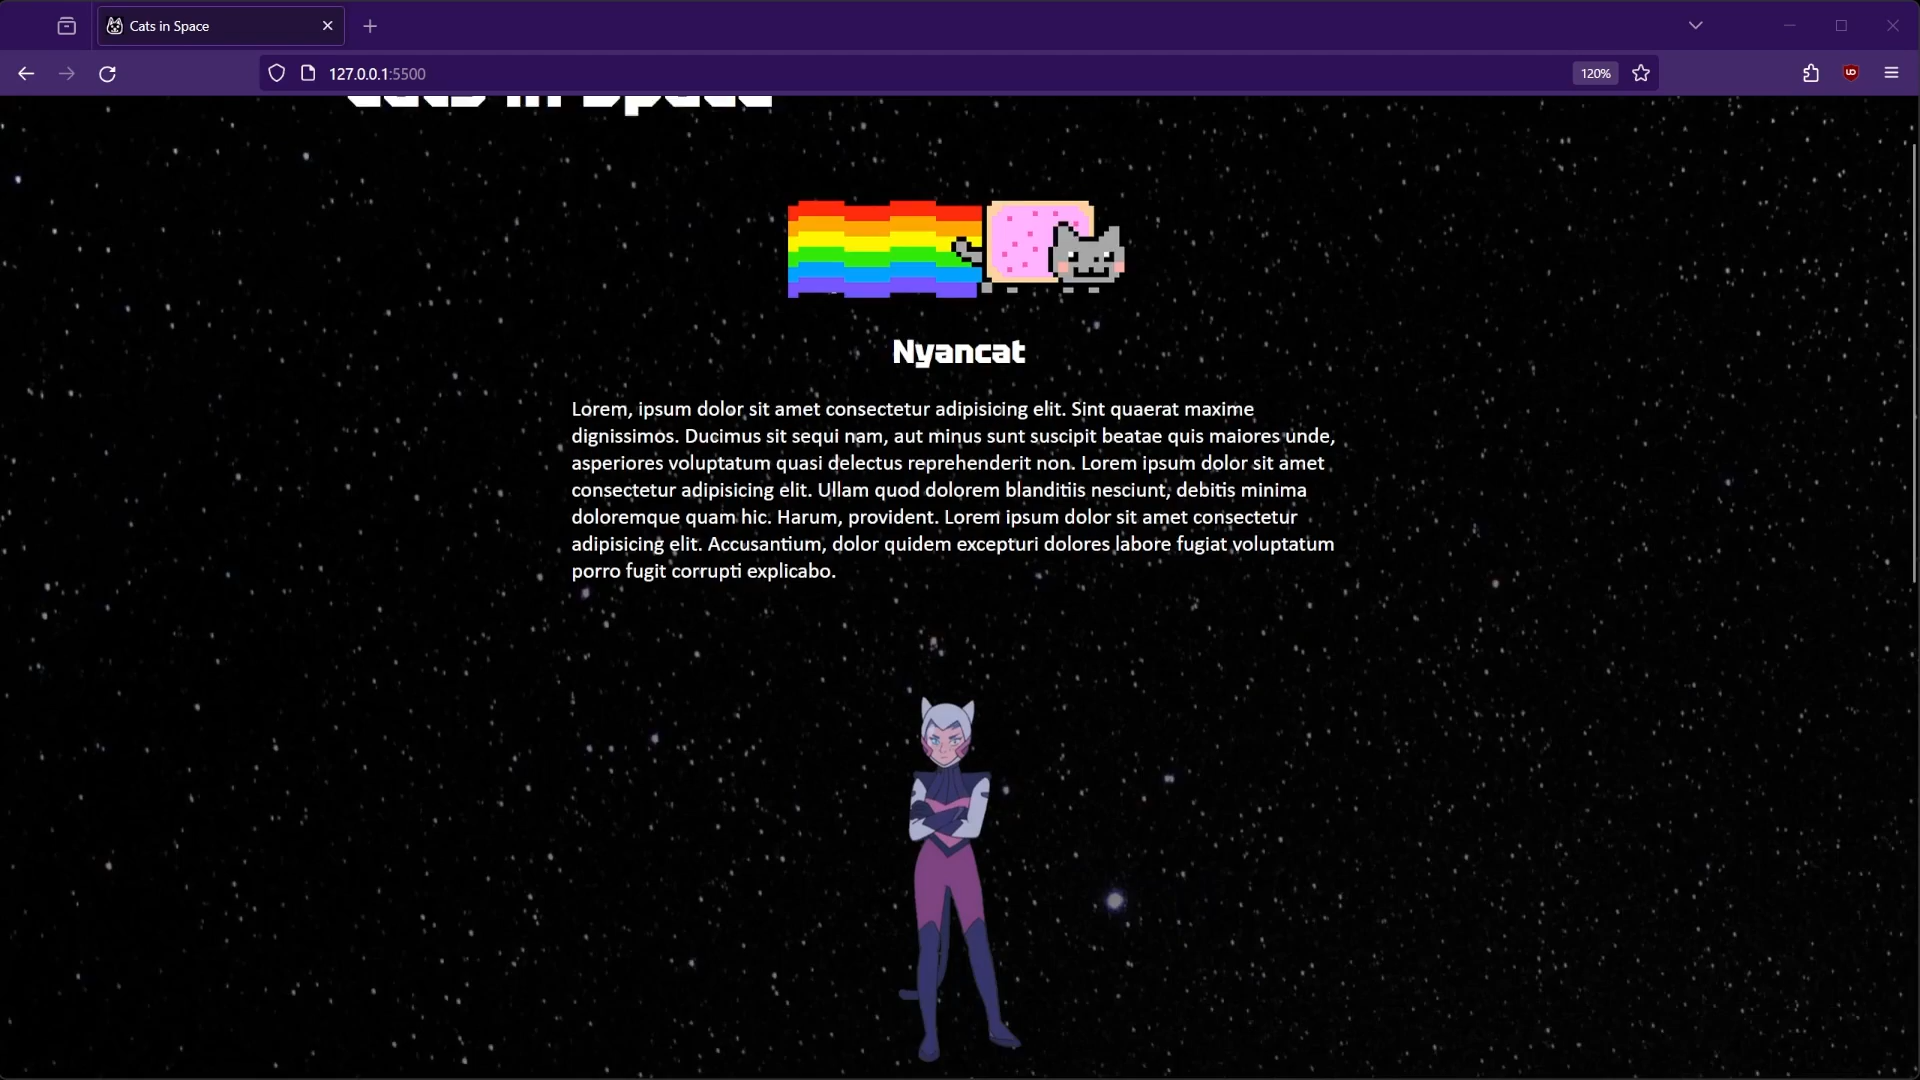 Cats in Space
127.0.0.1:5500
120%
Cats in Space
Nyancat
Lorem, ipsum dolor sit amet consectetur adipisicing elit. Sint quaerat maxime
dignissimos. Ducimus sit sequi nam, aut minus sunt suscipit beatae quis maiores unde,
asperiores voluptatum quasi delectus reprehenderit non. Lorem ipsum dolor sit amet
consectetur adipisicing elit. Ullam quod dolorem blanditiis nesciunt, debitis minima
doloremque quam hic. Harum, provident. Lorem ipsum dolor sit amet consectetur
adipisicing elit. Accusantium, dolor quidem excepturi dolores labore fugiat voluptatum
porro fugit corrupti explicabo.